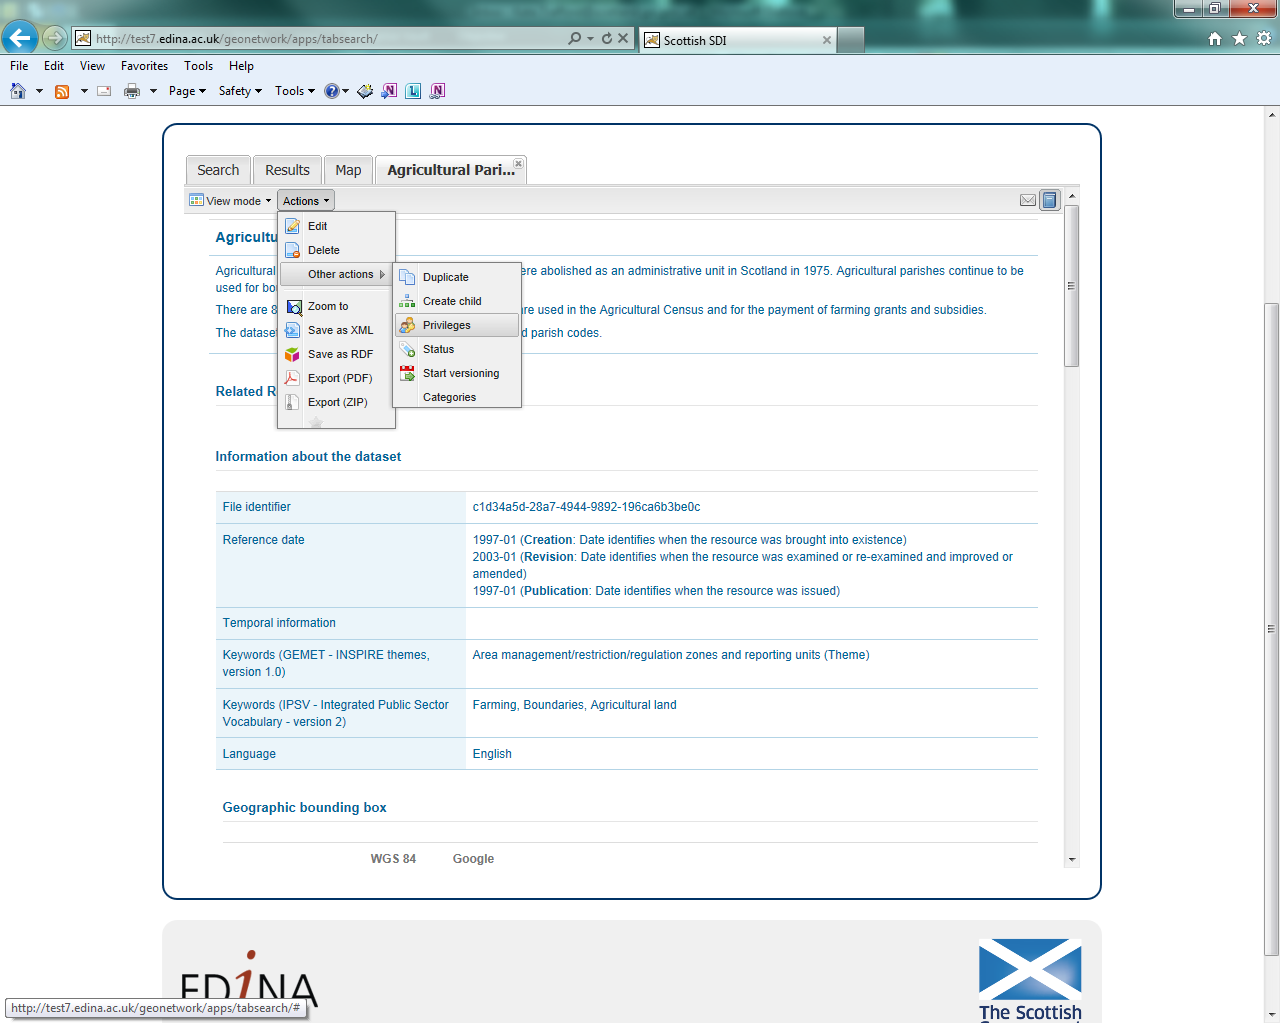 http://test7.edina.ac.uk/geonetwork/apps/tabsearch/
Scottish SDI
File Edit View Favorites Tools Help
Page Safety Tools
Search Results Map Agricultural Pari...
View mode Actions
Edit
Delete
Other actions
Zoom to
Save as XML
Save as RDF
Export (PDF)
Export (ZIP)
Duplicate
Create child
Privileges
Status
Start versioning
Categories
Agricultu
Agricultural ere abolished as an administrative unit in Scotland in 1975. Agricultural parishes continue to be
used for bo
There are 8 are used in the Agricultural Census and for the payment of farming grants and subsidies.
The dataset d parish codes.
Related R
Information about the dataset
File identifier c1d34a5d-28a7-4944-9892-196ca6b3be0c
Reference date 1997-01 (Creation: Date identifies when the resource was brought into existence)
2003-01 (Revision: Date identifies when the resource was examined or re-examined and improved or
amended)
1997-01 (Publication: Date identifies when the resource was issued)
Temporal information
Keywords (GEMET - INSPIRE themes, Area management/restriction/regulation zones and reporting units (Theme)
version 1.0)
Keywords (IPSV - Integrated Public Sector Farming, Boundaries, Agricultural land
Vocabulary - version 2)
Language English
Geographic bounding box
WGS 84 Google
EDINA
The Scottish
http://test7.edina.ac.uk/geonetwork/apps/tabsearch/#